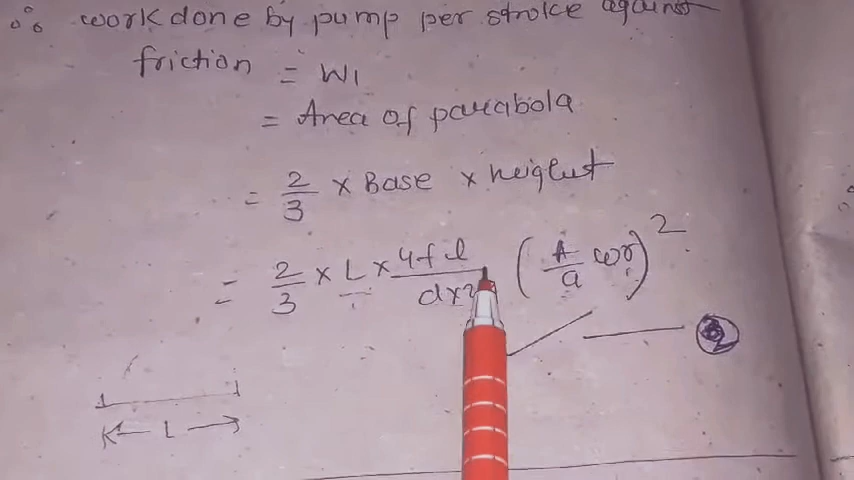 ∴ work done by pump per stroke against
friction = W1
= Area of parabola
= 2/3 × Base × height
= 2/3 × L × 4fl/d×2 (A/a ωr)²
2
L